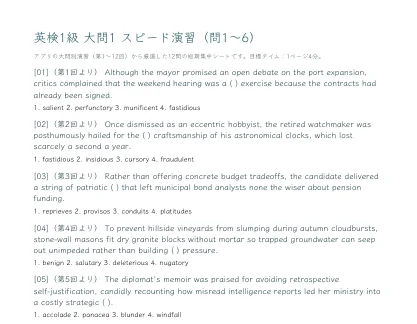 英検1級 大問1 スピード演習（問1〜6）
アプリの大問別演習（第1〜12回）から厳選した12問の短期集中シートです。目標タイム：1ページ4分。
[01]（第1回より） Although the mayor promised an open debate on the port expansion,
critics complained that the weekend hearing was a ( ) exercise because the contracts had
already been signed.
1. salient 2. perfunctory 3. munificent 4. fastidious
[02]（第2回より） Once dismissed as an eccentric hobbyist, the retired watchmaker was
posthumously hailed for the ( ) craftsmanship of his astronomical clocks, which lost
scarcely a second a year.
1. fastidious 2. insidious 3. cursory 4. fraudulent
[03]（第3回より） Rather than offering concrete budget tradeoffs, the candidate delivered
a string of patriotic ( ) that left municipal bond analysts none the wiser about pension
funding.
1. reprieves 2. provisos 3. conduits 4. platitudes
[04]（第4回より） To prevent hillside vineyards from slumping during autumn cloudbursts,
stone-wall masons fit dry granite blocks without mortar so trapped groundwater can seep
out unimpeded rather than building ( ) pressure.
1. benign 2. salutary 3. deleterious 4. nugatory
[05]（第5回より） The diplomat's memoir was praised for avoiding retrospective
self-justification, candidly recounting how misread intelligence reports led her ministry into
a costly strategic ( ).
1. accolade 2. panacea 3. blunder 4. windfall